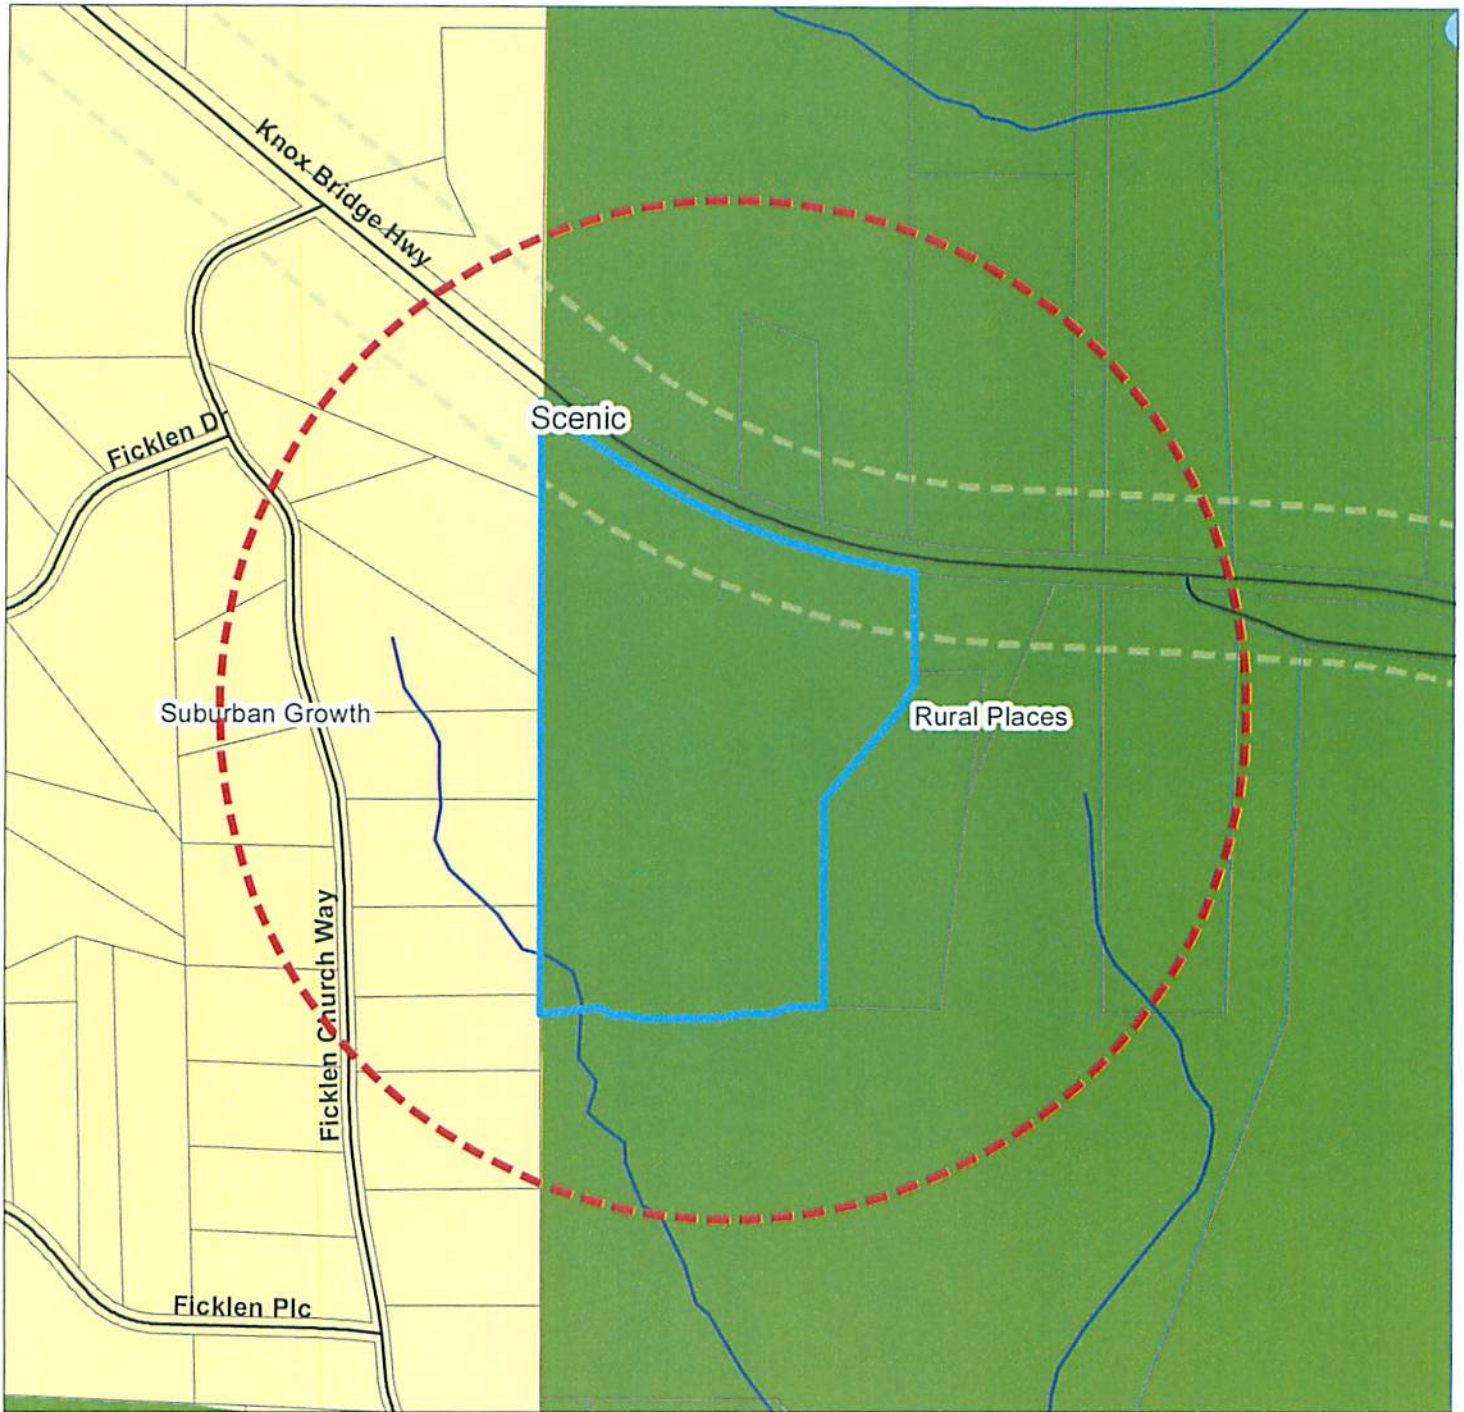 Knox Bridge Hwy
Scenic
Ficklen Dr
Suburban Growth
Rural Places
Ficklen Church Way
Ficklen Plc